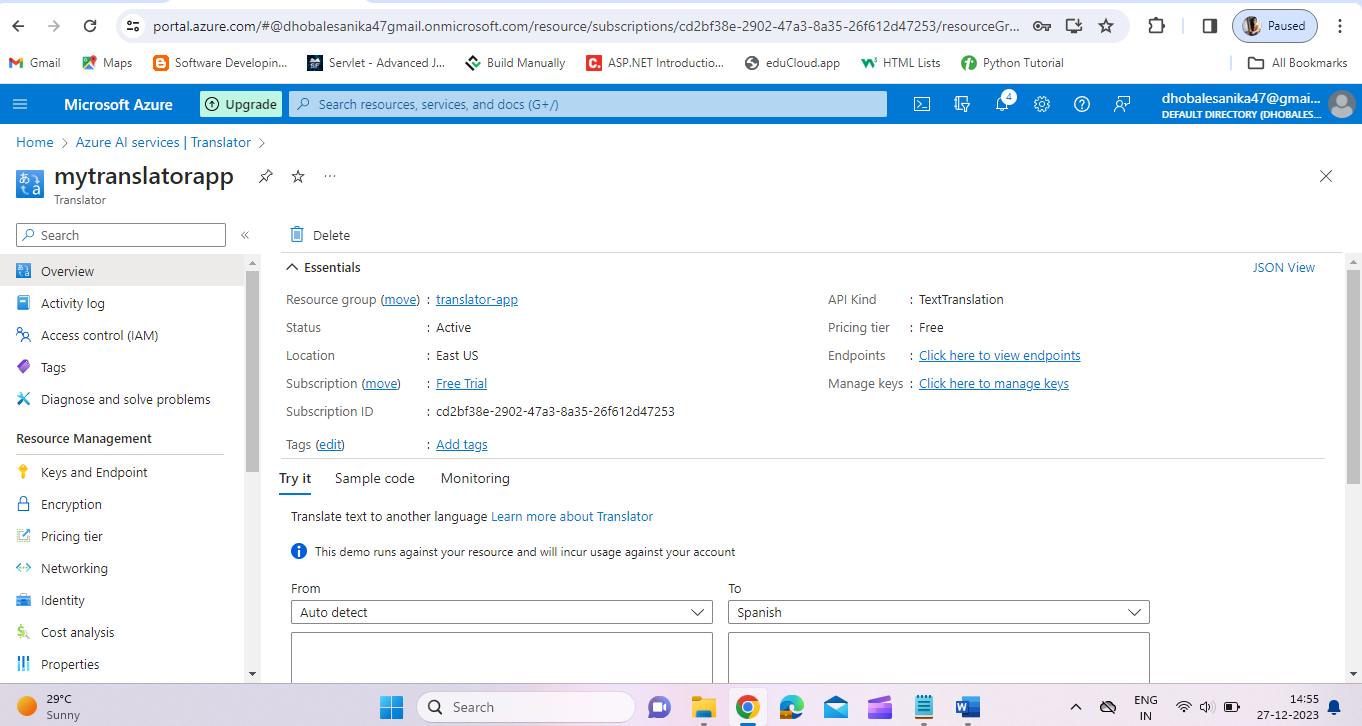 portal.azure.com/#@dhobalesanika47gmail.onmicrosoft.com/resource/subscriptions/cd2bf38e-2902-47a3-8a35-26f612d47253/resourceGr...
Paused
Gmail
Maps
Software Developin...
Servlet - Advanced J...
Build Manually
ASP.NET Introductio...
eduCloud.app
HTML Lists
Python Tutorial
All Bookmarks
Microsoft Azure
Upgrade
Search resources, services, and docs (G+/)
4
dhobalesanika47@gmai...
DEFAULT DIRECTORY (DHOBALES...
Home > Azure AI services | Translator >
mytranslatorapp
Translator
Search
Overview
Activity log
Access control (IAM)
Tags
Diagnose and solve problems
Resource Management
Keys and Endpoint
Encryption
Pricing tier
Networking
Identity
Cost analysis
Properties
Delete
Essentials
JSON View
Resource group (move) : translator-app
Status : Active
Location : East US
Subscription (move) : Free Trial
Subscription ID : cd2bf38e-2902-47a3-8a35-26f612d47253
Tags (edit) : Add tags
API Kind : TextTranslation
Pricing tier : Free
Endpoints : Click here to view endpoints
Manage keys : Click here to manage keys
Try it Sample code Monitoring
Translate text to another language Learn more about Translator
This demo runs against your resource and will incur usage against your account
From
Auto detect
To
Spanish
29°C
Sunny
Search
ENG
IN
14:55
27-12-2023